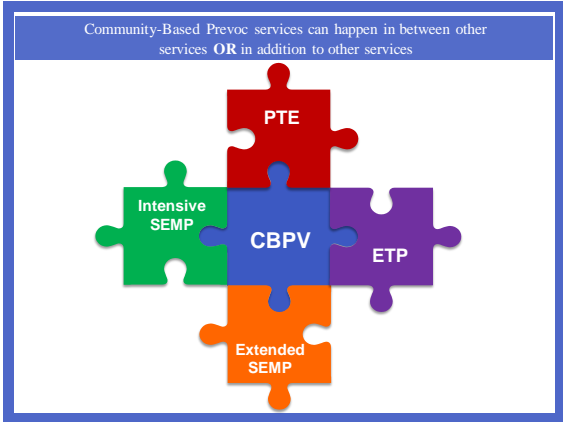 Community-Based Prevoc services can happen in between other
services OR in addition to other services
PTE
Intensive
SEMP
CBPV
ETP
Extended
SEMP